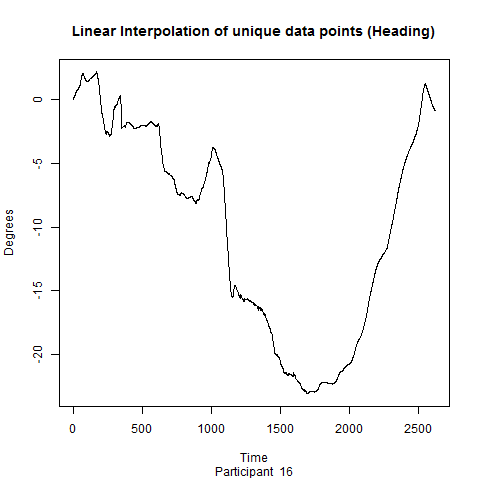 Linear Interpolation of unique data points (Heading)
Degrees
0
-5
-10
-15
-20
0 500 1000 1500 2000 2500
Time
Participant 16